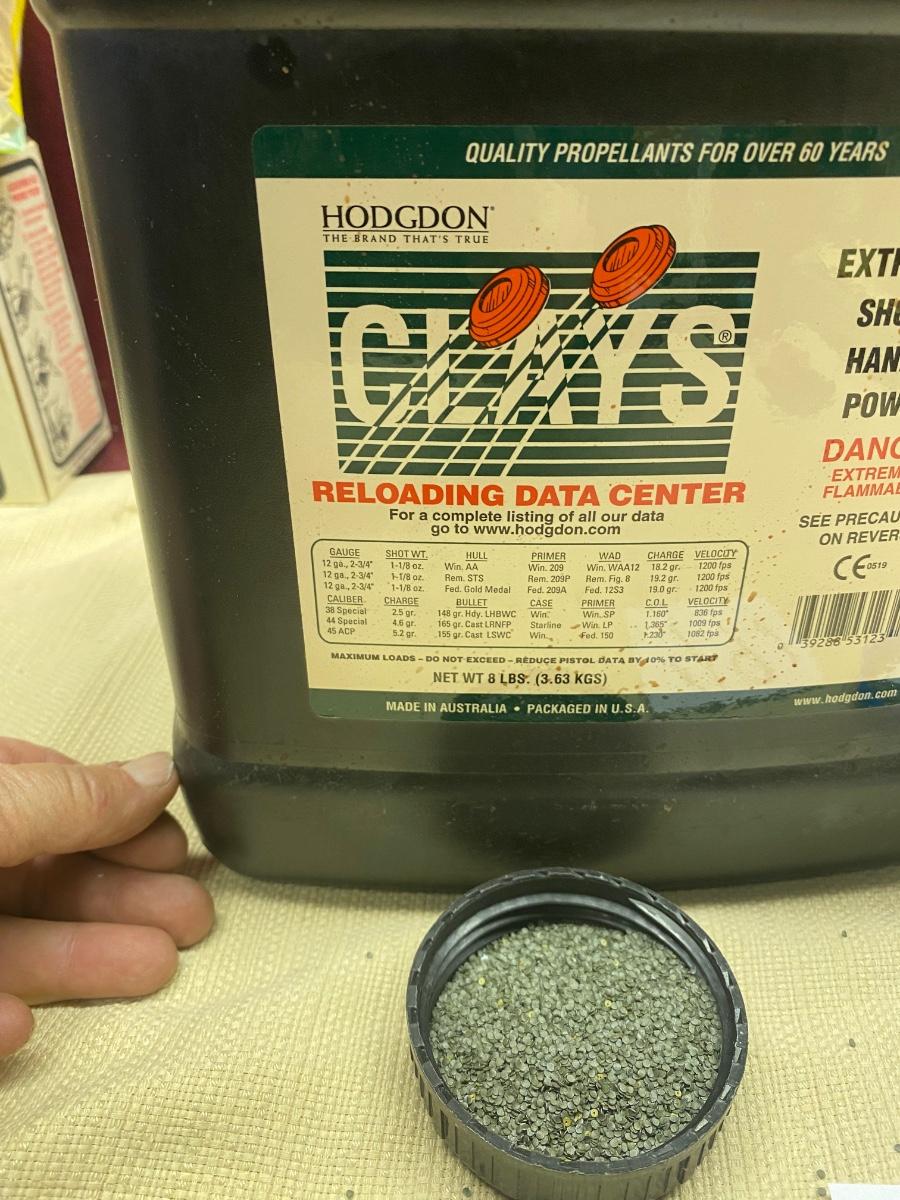 QUALITY PROPELLANTS FOR OVER 60 YEARS
HODGDON®
THE BRAND THAT'S TRUE
CLAYS®
RELOADING DATA CENTER
For a complete listing of all our data
go to www.hodgdon.com
GAUGE SHOT WT. HULL PRIMER WAD CHARGE VELOCITY
12 ga., 2-3/4" 1-1/8 oz. Win. AA Win. 209 Win. WAA12 18.2 gr. 1200 fps
12 ga., 2-3/4" 1-1/8 oz. Rem. STS Rem. 209P Rem. Fig. 8 19.2 gr. 1200 fps
12 ga., 2-3/4" 1-1/8 oz. Fed. Gold Medal Fed. 209A Fed. 12S3 19.0 gr. 1200 fps
CALIBER CHARGE BULLET CASE PRIMER C.O.L. VELOCITY
38 Special 2.5 gr. 148 gr. Hdy. LHBWC Win. Win. SP 1.160" 836 fps
44 Special 4.6 gr. 165 gr. Cast LRNFP Starline Win. LP 1.365" 1009 fps
45 ACP 5.2 gr. 155 gr. Cast LSWC Win. Fed. 150 1.230" 1082 fps
MAXIMUM LOADS – DO NOT EXCEED – REDUCE PISTOL DATA BY 10% TO START
NET WT 8 LBS. (3.63 KGS)
MADE IN AUSTRALIA • PACKAGED IN U.S.A.
EXTR
SHO
HAN
POW
DANG
EXTREM
FLAMMAB
SEE PRECAU
ON REVER
CE 0519
0 39288 53123
www.hodgdon.com